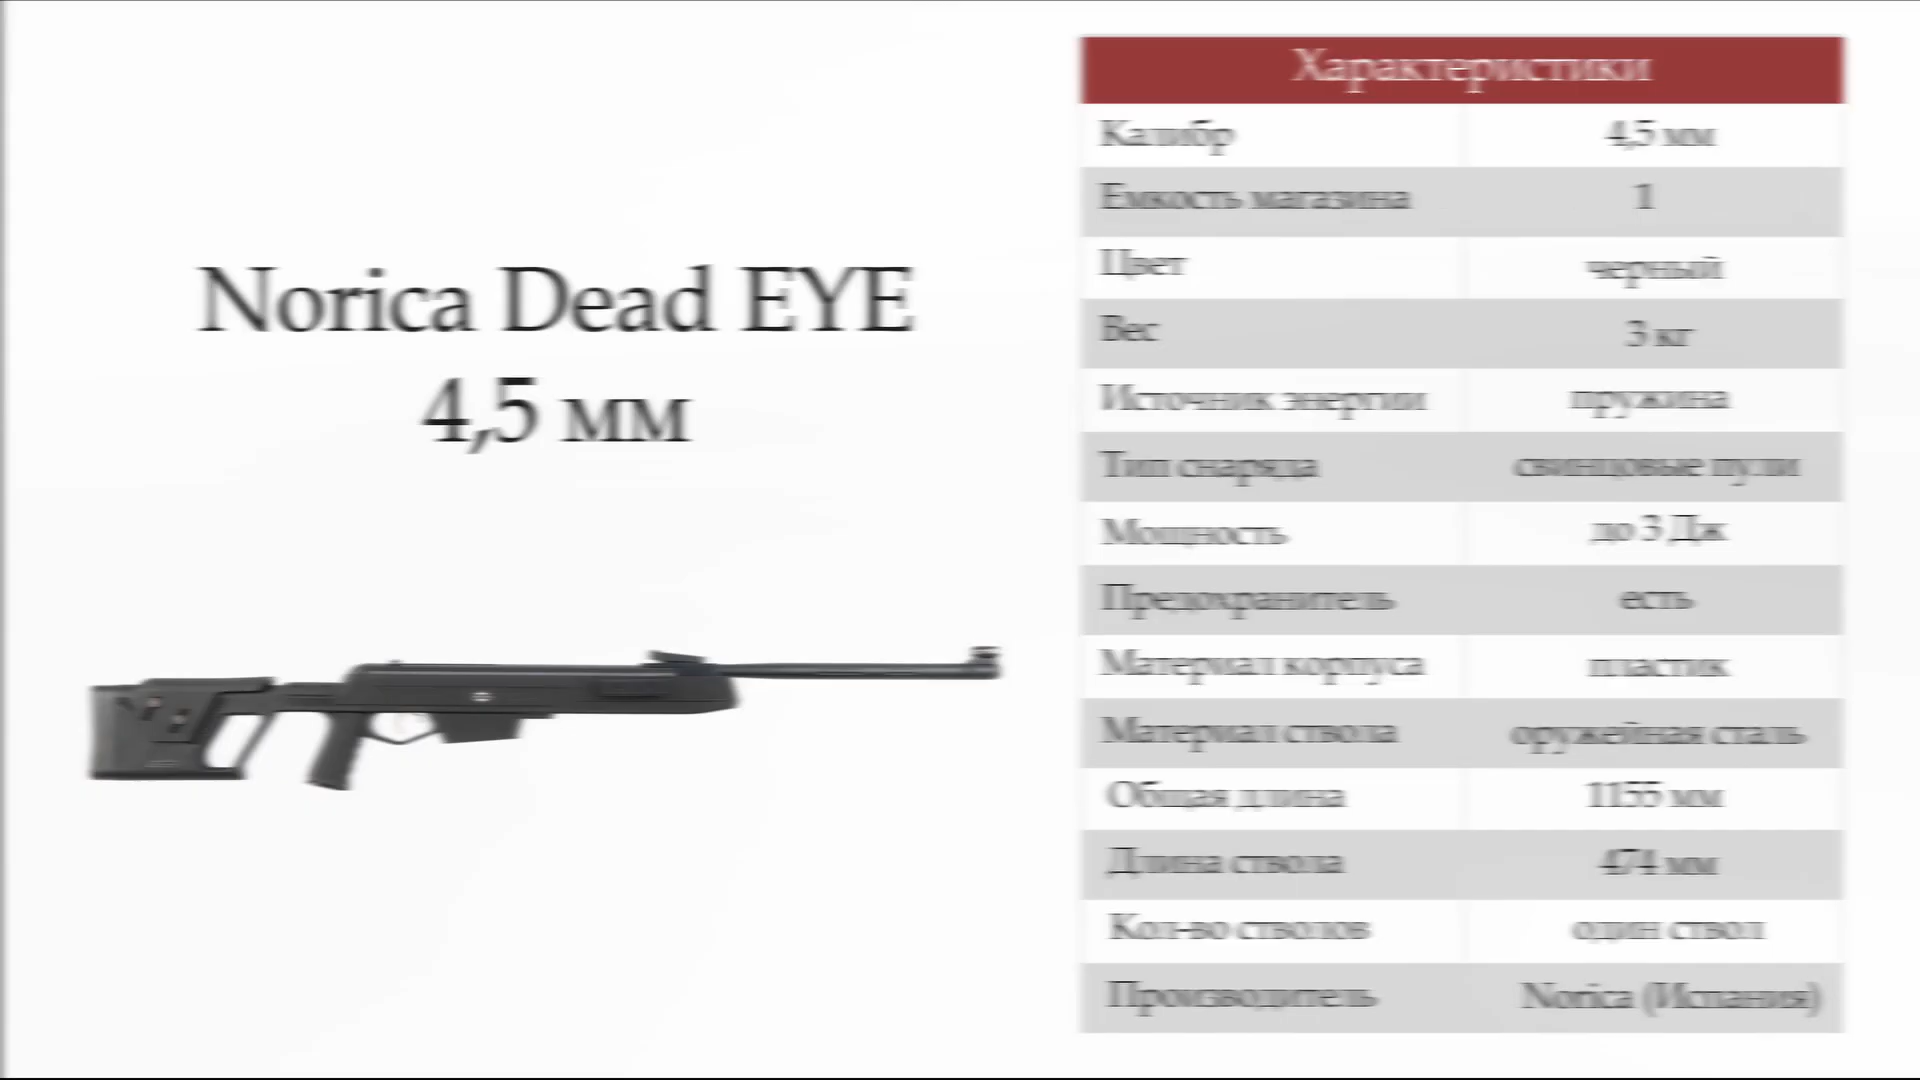 Norica Dead EYE
4,5 мм
Характеристики
Калибр 4,5 мм
Емкость магазина 1
Цвет черный
Вес 3 кг
Источник энергии пружина
Тип снаряда свинцовые пули
Мощность до 3 Дж
Предохранитель есть
Материал корпуса пластик
Материал ствола оружейная сталь
Общая длина 1155 мм
Длина ствола 474 мм
Кол-во стволов один ствол
Производитель Norica (Испания)